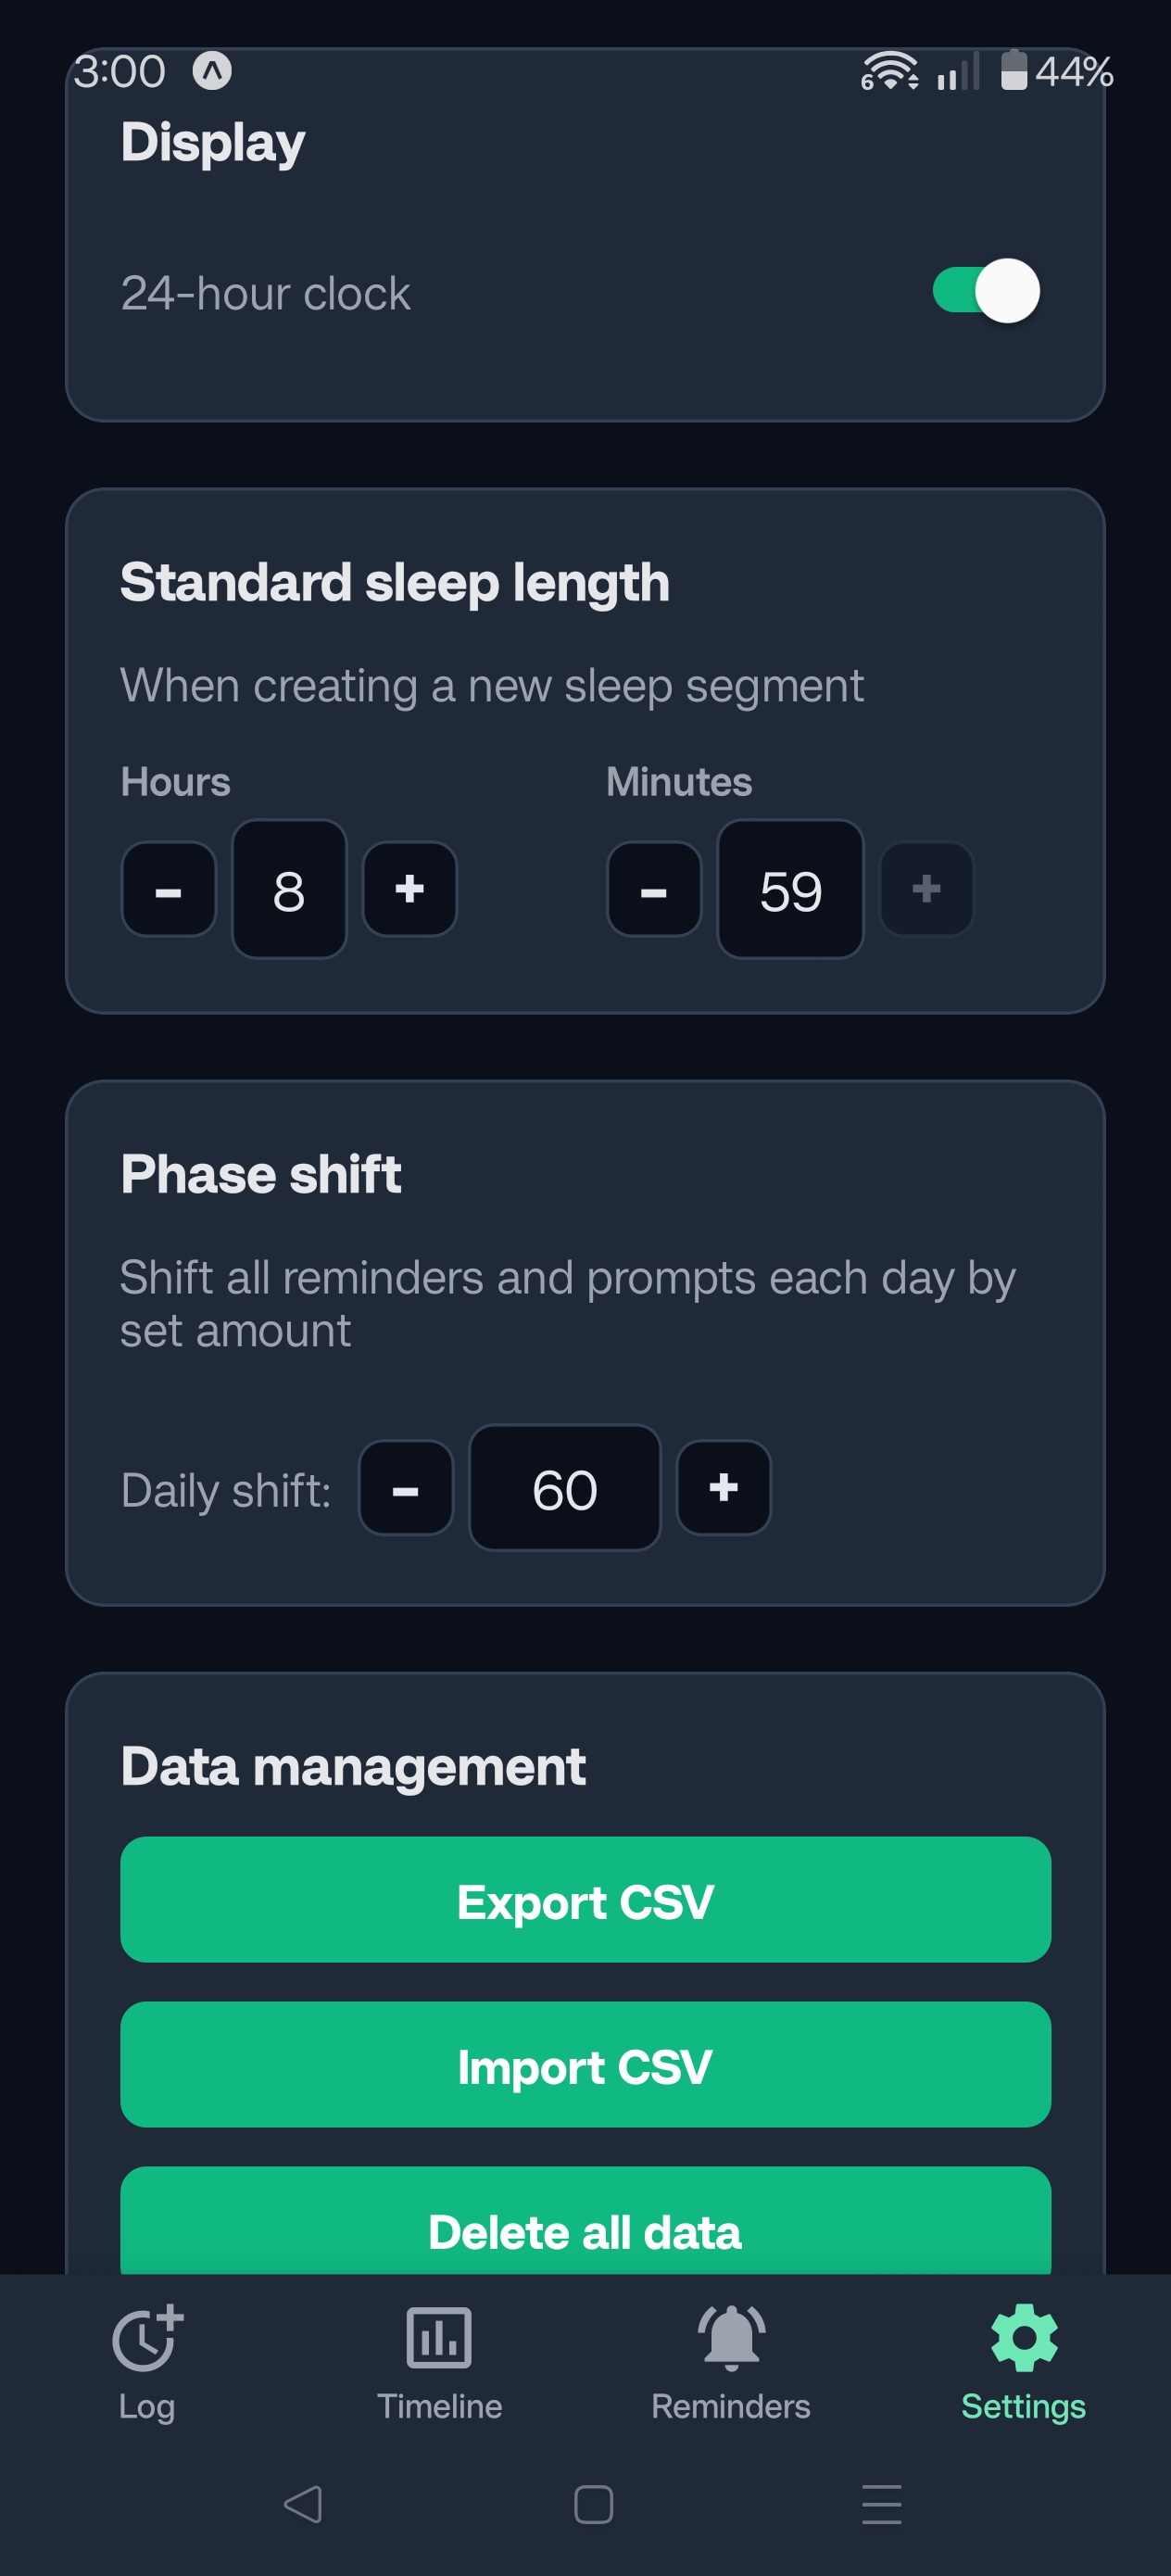 3:00 6 44%
Display
24-hour clock
Standard sleep length
When creating a new sleep segment
Hours Minutes
- 8 + - 59 +
Phase shift
Shift all reminders and prompts each day by
set amount
Daily shift: - 60 +
Data management
Export CSV
Import CSV
Delete all data
Log Timeline Reminders Settings